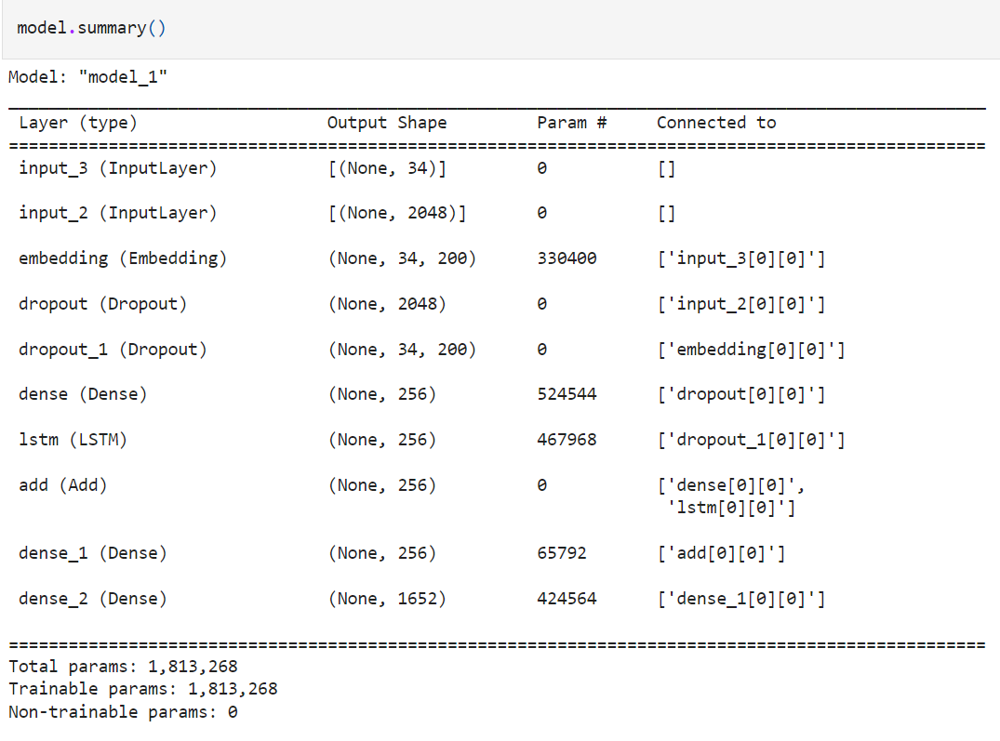 model.summary()
Model: "model_1"
Layer (type) Output Shape Param # Connected to
==================================================================================================
input_3 (InputLayer) [(None, 34)] 0 []
input_2 (InputLayer) [(None, 2048)] 0 []
embedding (Embedding) (None, 34, 200) 330400 ['input_3[0][0]']
dropout (Dropout) (None, 2048) 0 ['input_2[0][0]']
dropout_1 (Dropout) (None, 34, 200) 0 ['embedding[0][0]']
dense (Dense) (None, 256) 524544 ['dropout[0][0]']
lstm (LSTM) (None, 256) 467968 ['dropout_1[0][0]']
add (Add) (None, 256) 0 ['dense[0][0]',
'lstm[0][0]']
dense_1 (Dense) (None, 256) 65792 ['add[0][0]']
dense_2 (Dense) (None, 1652) 424564 ['dense_1[0][0]']
==================================================================================================
Total params: 1,813,268
Trainable params: 1,813,268
Non-trainable params: 0